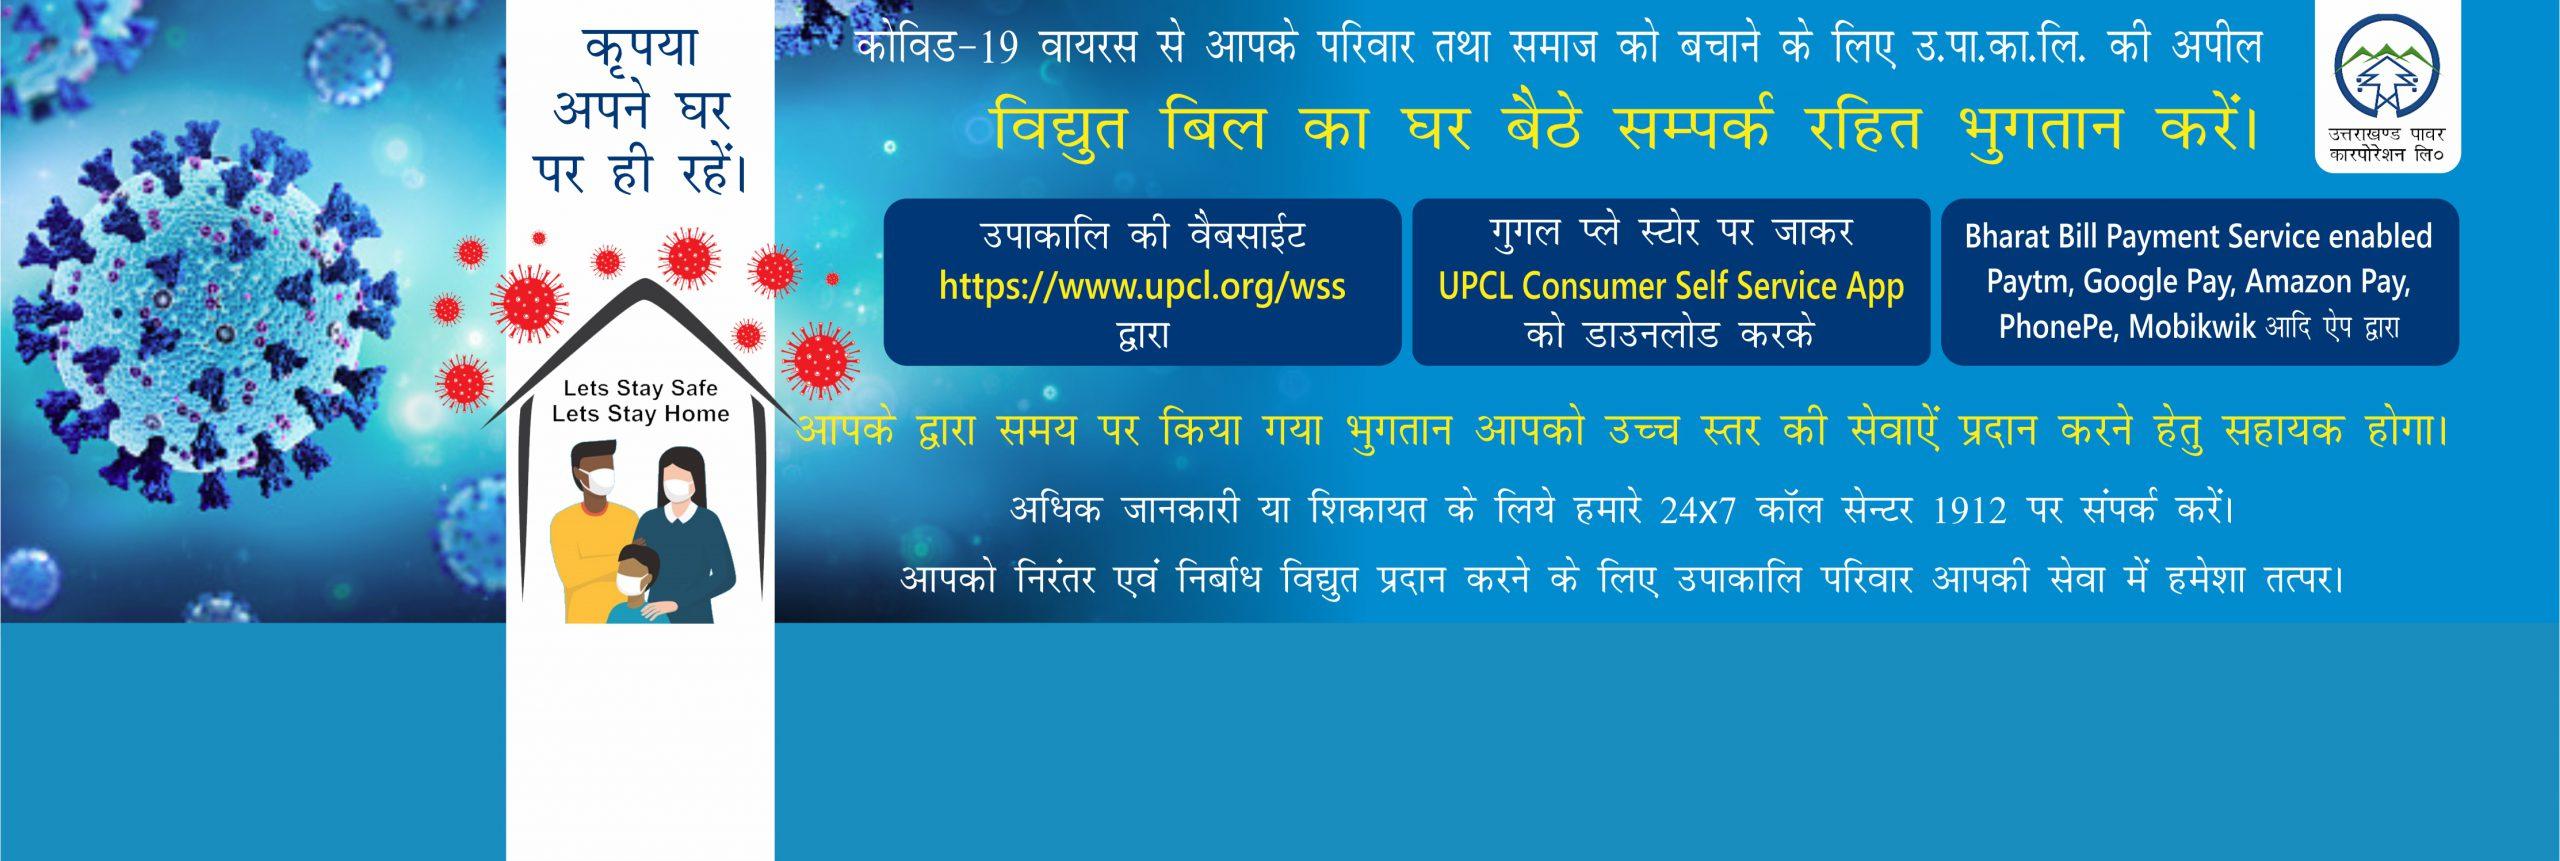 कृपया
अपने घर
पर ही रहें।
Lets Stay Safe
Lets Stay Home
कोविड-19 वायरस से आपके परिवार तथा समाज को बचाने के लिए उ.पा.का.लि. की अपील
विद्युत बिल का घर बैठे सम्पर्क रहित भुगतान करें।
उत्तराखण्ड पावर
कारपोरेशन लि०
उपाकालि की वैबसाईट
https://www.upcl.org/wss
द्वारा
गुगल प्ले स्टोर पर जाकर
UPCL Consumer Self Service App
को डाउनलोड करके
Bharat Bill Payment Service enabled
Paytm, Google Pay, Amazon Pay,
PhonePe, Mobikwik आदि ऐप द्वारा
आपके द्वारा समय पर किया गया भुगतान आपको उच्च स्तर की सेवाऐं प्रदान करने हेतु सहायक होगा।
अधिक जानकारी या शिकायत के लिये हमारे 24x7 कॉल सेन्टर 1912 पर संपर्क करें।
आपको निरंतर एवं निर्बाध विद्युत प्रदान करने के लिए उपाकालि परिवार आपकी सेवा में हमेशा तत्पर।